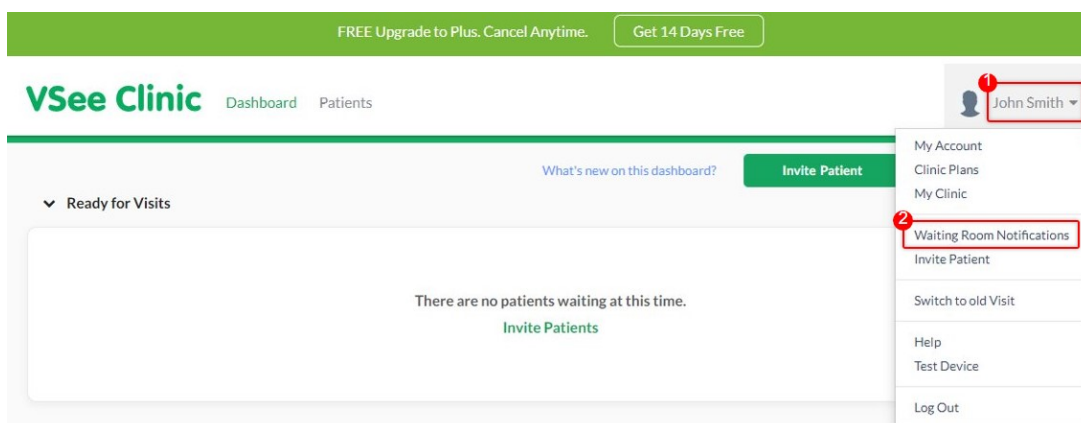 FREE Upgrade to Plus. Cancel Anytime. Get 14 Days Free
VSee Clinic Dashboard Patients
1
John Smith
My Account
Clinic Plans
My Clinic
2
Waiting Room Notifications
Invite Patient
Switch to old Visit
Help
Test Device
Log Out
What's new on this dashboard? Invite Patient
Ready for Visits
There are no patients waiting at this time.
Invite Patients